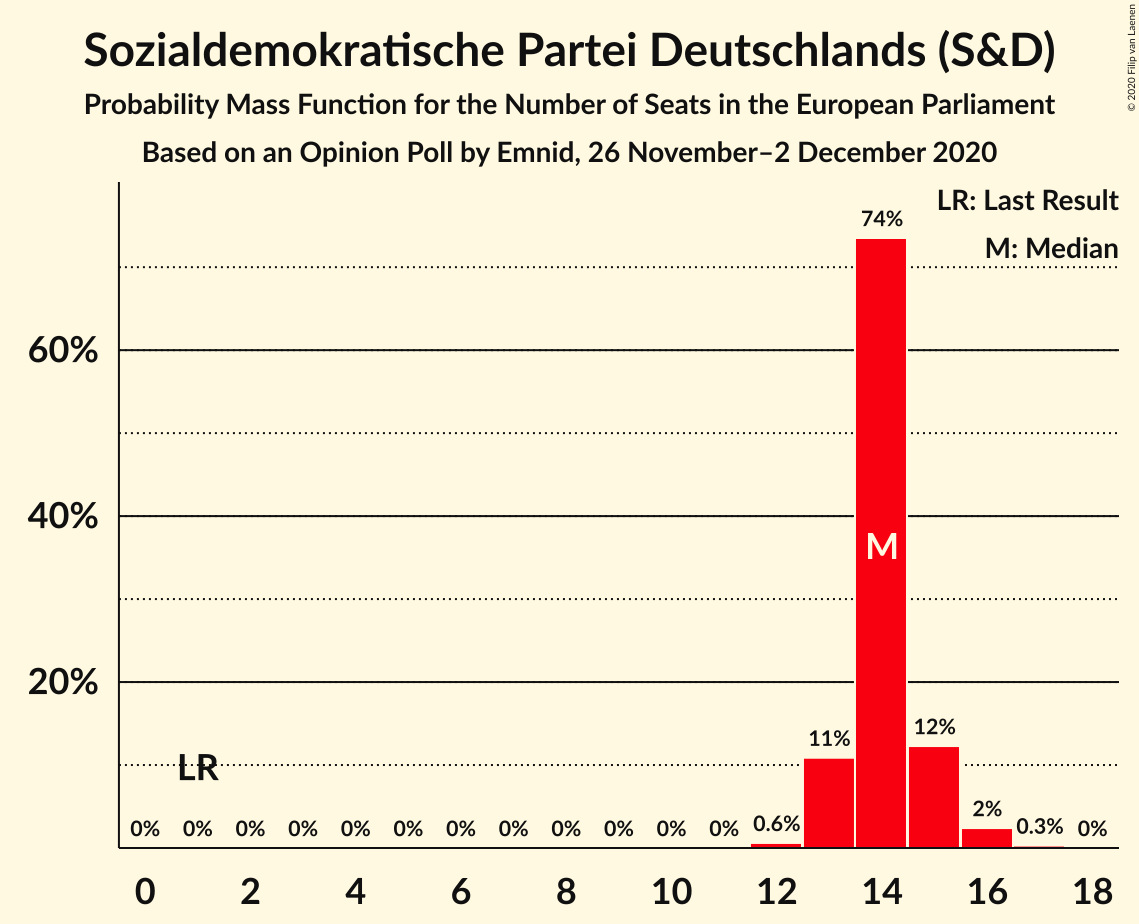 Sozialdemokratische Partei Deutschlands (S&D)
Probability Mass Function for the Number of Seats in the European Parliament
Based on an Opinion Poll by Emnid, 26 November–2 December 2020
© 2020 Filip van Laenen
LR: Last Result
M: Median
74%
60%
40%
M
20%
11%
12%
LR
0% 0% 0% 0% 0% 0% 0% 0% 0% 0% 0% 0% 0.6% 2% 0.3% 0%
0 2 4 6 8 10 12 14 16 18